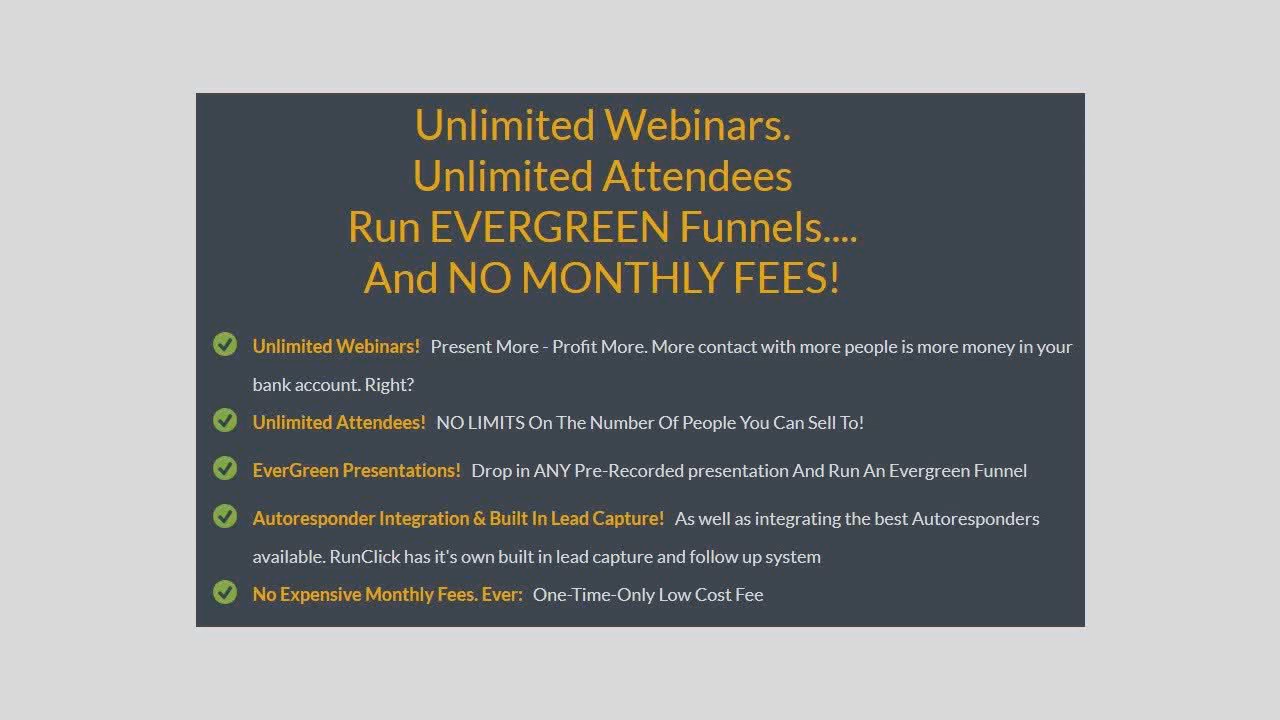 Unlimited Webinars.
Unlimited Attendees
Run EVERGREEN Funnels....
And NO MONTHLY FEES!
Unlimited Webinars! Present More - Profit More. More contact with more people is more money in your
bank account. Right?
Unlimited Attendees! NO LIMITS On The Number Of People You Can Sell To!
EverGreen Presentations! Drop in ANY Pre-Recorded presentation And Run An Evergreen Funnel
Autoresponder Integration & Built In Lead Capture! As well as integrating the best Autoresponders
available. RunClick has it's own built in lead capture and follow up system
No Expensive Monthly Fees. Ever: One-Time-Only Low Cost Fee